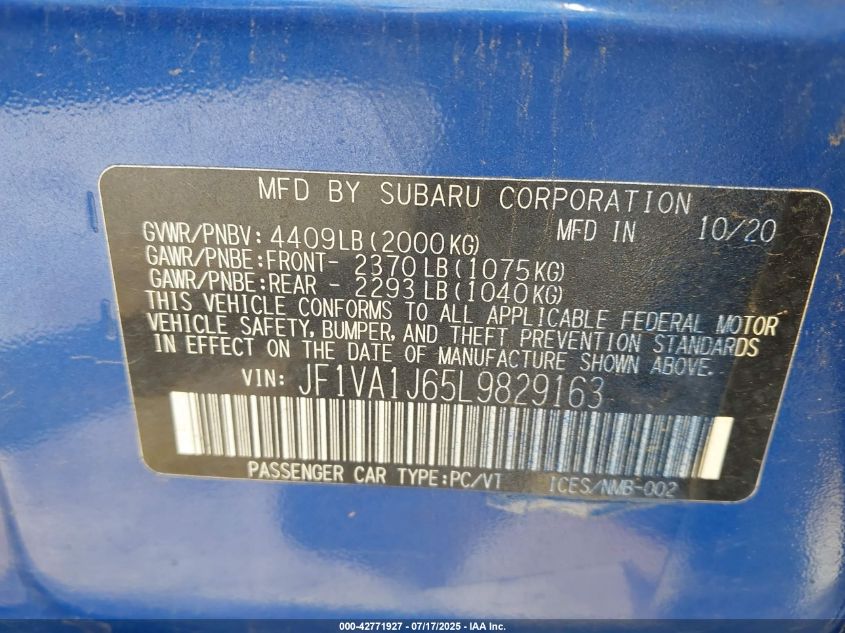 MFD BY SUBARU CORPORATION
MFD IN 10/20
GVWR/PNBV: 4409LB(2000KG)
GAWR/PNBE:FRONT- 2370LB(1075KG)
GAWR/PNBE:REAR - 2293LB(1040KG)
THIS VEHICLE CONFORMS TO ALL APPLICABLE FEDERAL MOTOR
VEHICLE SAFETY, BUMPER, AND THEFT PREVENTION STANDARDS
IN EFFECT ON THE DATE OF MANUFACTURE SHOWN ABOVE.
VIN: JF1VA1J65L9829163
PASSENGER CAR TYPE:PC/VT ICES/NMB-002
000-42771927 - 07/17/2025 - IAA Inc.